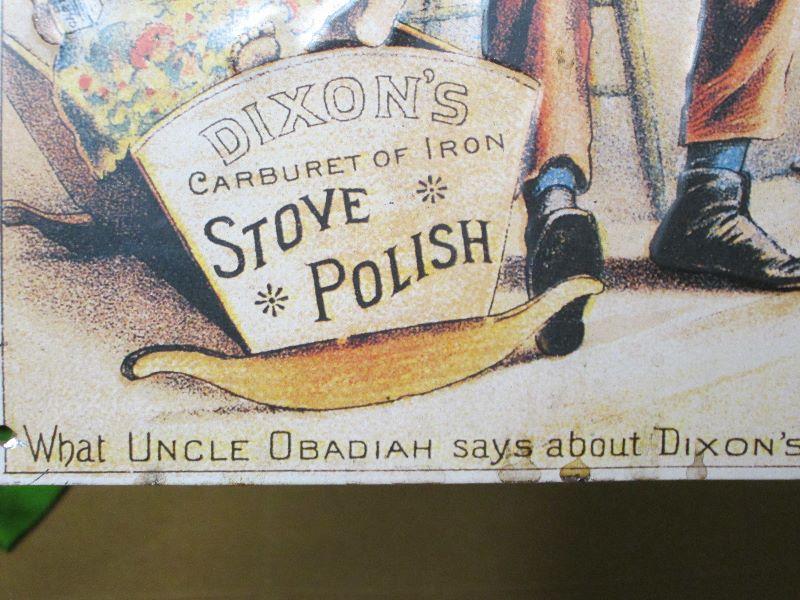 DIXON'S
CARBURET OF IRON
STOVE
POLISH
What UNCLE OBADIAH says about DIXON'S